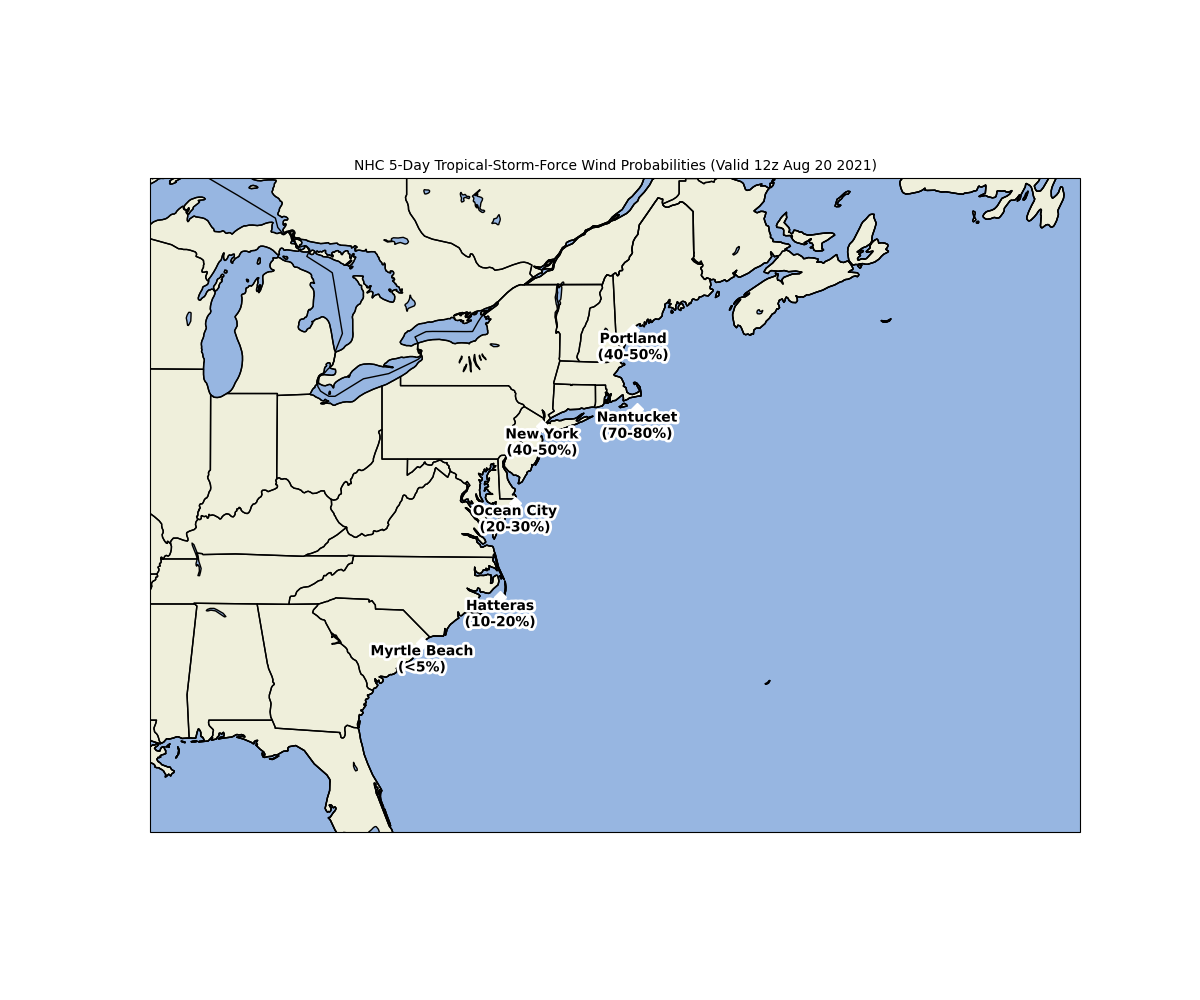 NHC 5-Day Tropical-Storm-Force Wind Probabilities (Valid 12z Aug 20 2021)
Portland
(40-50%)
Nantucket
(70-80%)
New York
(40-50%)
Ocean City
(20-30%)
Hatteras
(10-20%)
Myrtle Beach
(<5%)